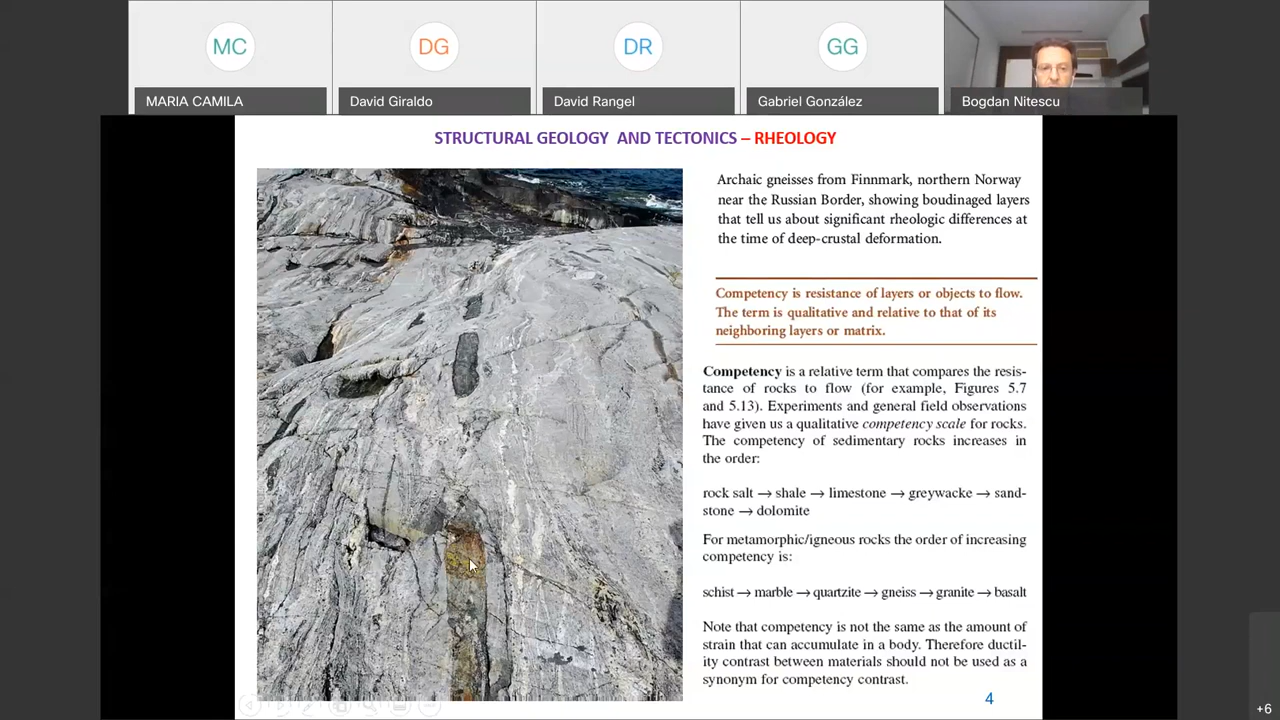 MC
DG
DR
GG
MARIA CAMILA
David Giraldo
David Rangel
Gabriel González
Bogdan Nitescu
STRUCTURAL GEOLOGY AND TECTONICS – RHEOLOGY
Archaic gneisses from Finnmark, northern Norway
near the Russian Border, showing boudinaged layers
that tell us about significant rheologic differences at
the time of deep-crustal deformation.
Competency is resistance of layers or objects to flow.
The term is qualitative and relative to that of its
neighboring layers or matrix.
Competency is a relative term that compares the resis-
tance of rocks to flow (for example, Figures 5.7
and 5.13). Experiments and general field observations
have given us a qualitative competency scale for rocks.
The competency of sedimentary rocks increases in
the order:
rock salt → shale → limestone → greywacke → sand-
stone → dolomite
For metamorphic/igneous rocks the order of increasing
competency is:
schist → marble → quartzite → gneiss → granite → basalt
Note that competency is not the same as the amount of
strain that can accumulate in a body. Therefore ductil-
ity contrast between materials should not be used as a
synonym for competency contrast.
4
+6